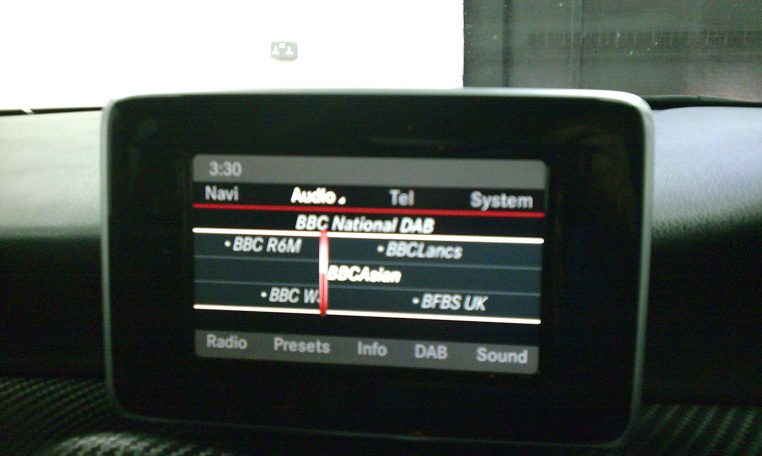 3:30
Navi Audio Tel System
BBC National DAB
• BBC R6M • BBCLancs
BBCAsian
• BBC W. • BFBS UK
Radio Presets Info DAB Sound